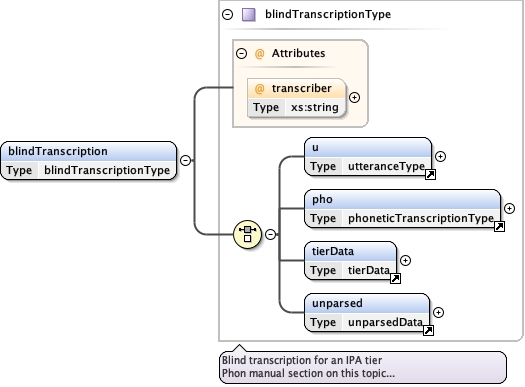 blindTranscriptionType
@ Attributes
@ transcriber
Type xs:string
blindTranscription
Type blindTranscriptionType
u
Type utteranceType
pho
Type phoneticTranscriptionType
tierData
Type tierData
unparsed
Type unparsedData
Blind transcription for an IPA tier
Phon manual section on this topic...